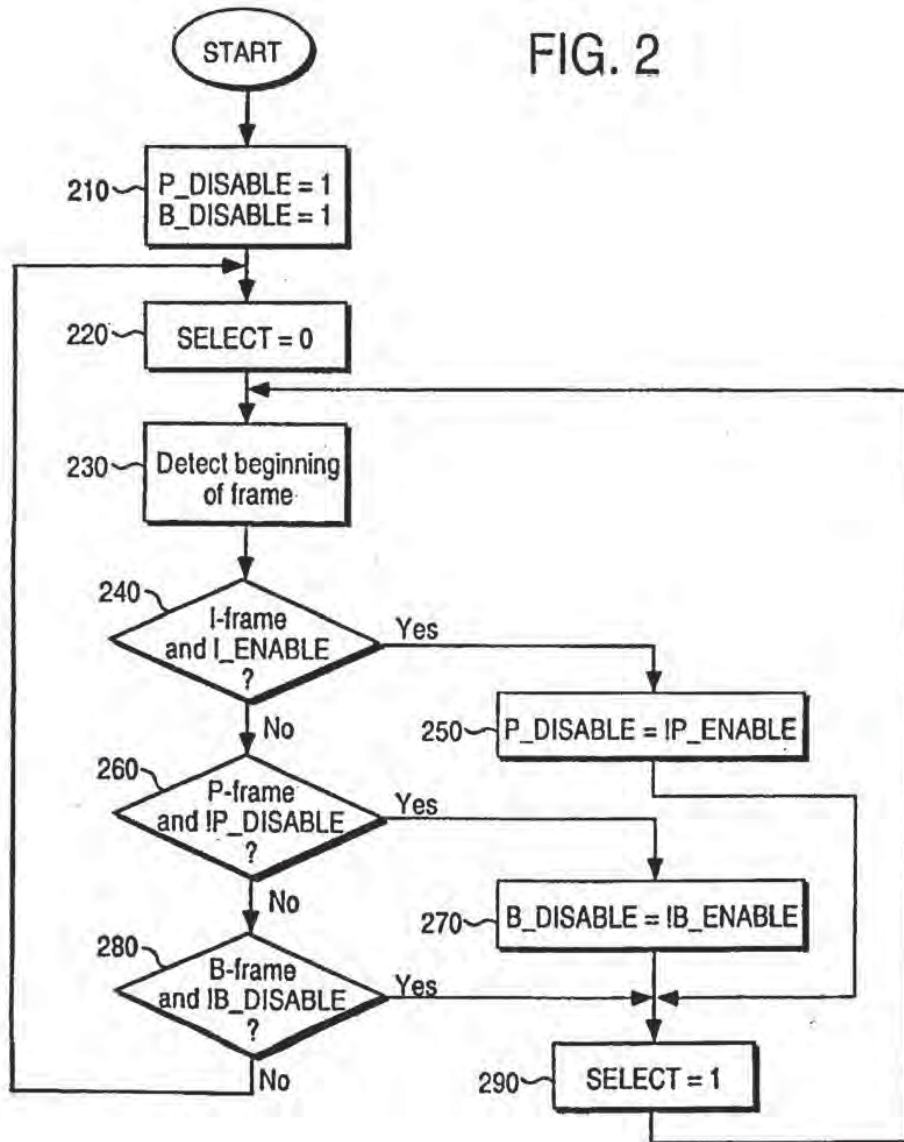 FIG. 2
START
210
P_DISABLE = 1
B_DISABLE = 1
220
SELECT = 0
230
Detect beginning
of frame
240
I-frame
and I_ENABLE
?
Yes
No
250
P_DISABLE = !P_ENABLE
260
P-frame
and !P_DISABLE
?
Yes
No
270
B_DISABLE = !B_ENABLE
280
B-frame
and !B_DISABLE
?
Yes
No
290
SELECT = 1